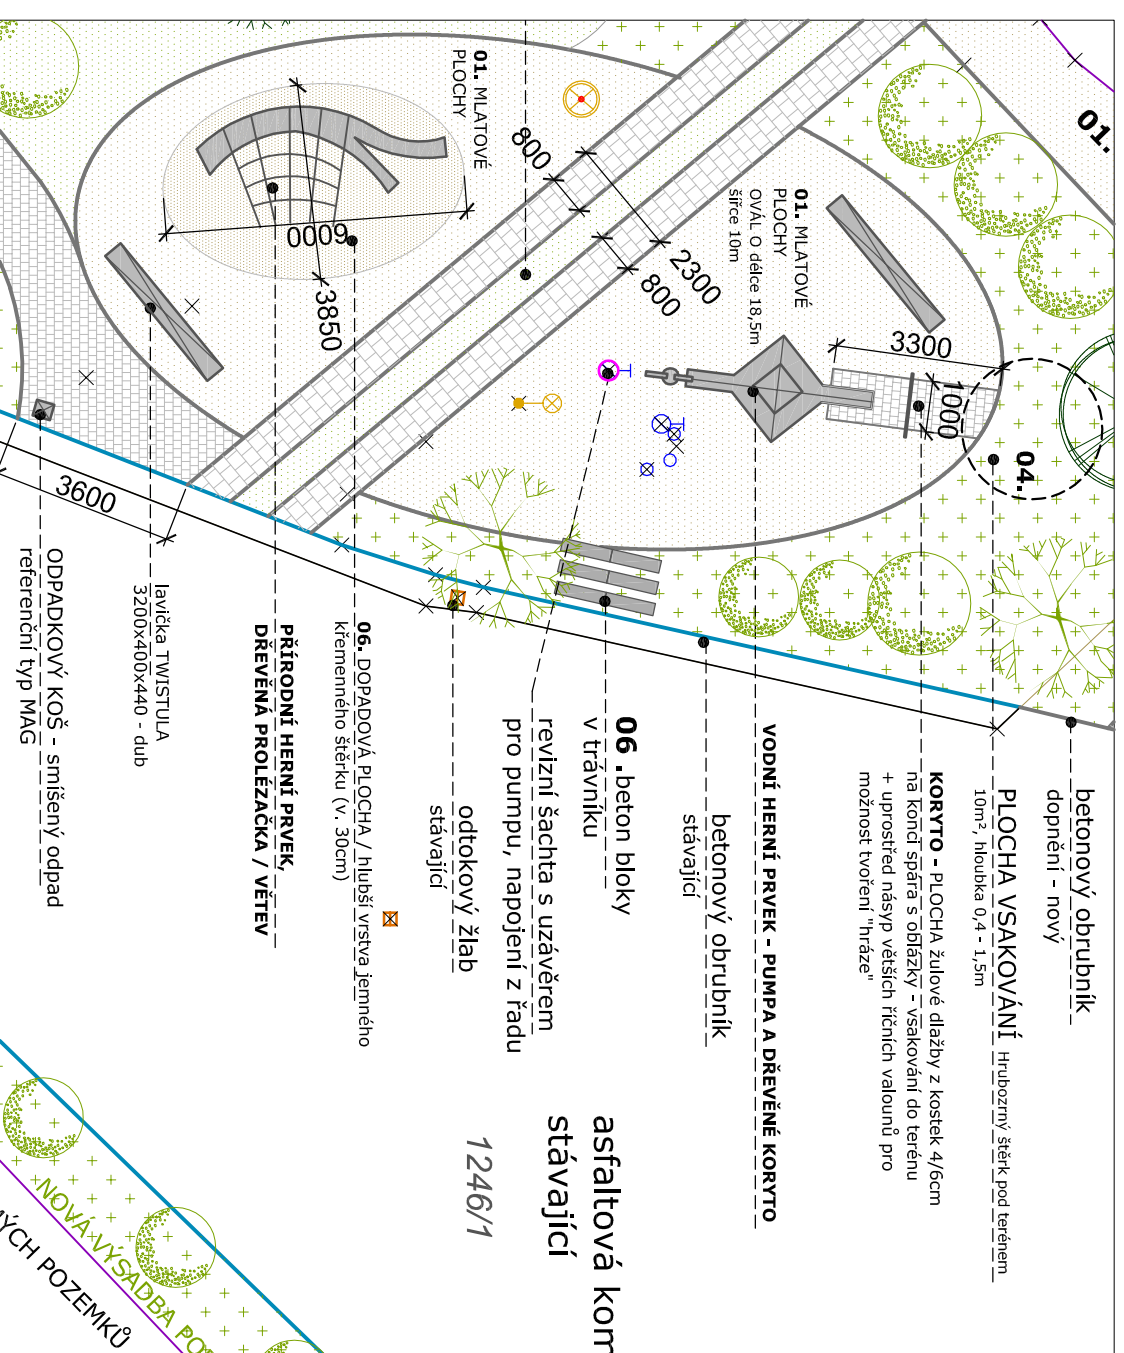 01.
01. MLATOVÉ
PLOCHY
01. MLATOVÉ
PLOCHY
OVÁL O délce 18,5m
šířce 10m
800
2300
800
6000
3850
3300
1000
04.
3600
betonový obrubník
dopnění - nový
PLOCHA VSAKOVÁNÍ Hrubozrný štěrk pod terénem
10m², hloubka 0,4 - 1,5m
KORYTO - PLOCHA žulové dlažby z kostek 4/6cm
na konci spára s oblázky - vsakování do terénu
+ uprostřed násyp větších říčních valounů pro
možnost tvoření "hráze"
VODNÍ HERNÍ PRVEK - PUMPA A DŘEVĚNÉ KORYTO
betonový obrubník
stávající
06 .beton bloky
v trávníku
revizní šachta s uzávěrem
pro pumpu, napojení z řadu
odtokový žlab
stávající
06. DOPADOVÁ PLOCHA / hlubší vrstva jemného
křemenného štěrku (v. 30cm)
PŘÍRODNÍ HERNÍ PRVEK,
DŘEVĚNÁ PROLÉZAČKA / VĚTEV
lavička TWISTULA
3200x400x440 - dub
ODPADKOVÝ KOŠ - smíšený odpad
referenční typ MAG
asfaltová kom
stávající
1246/1
NOVÁ VÝSADBA
POZEMKŮ